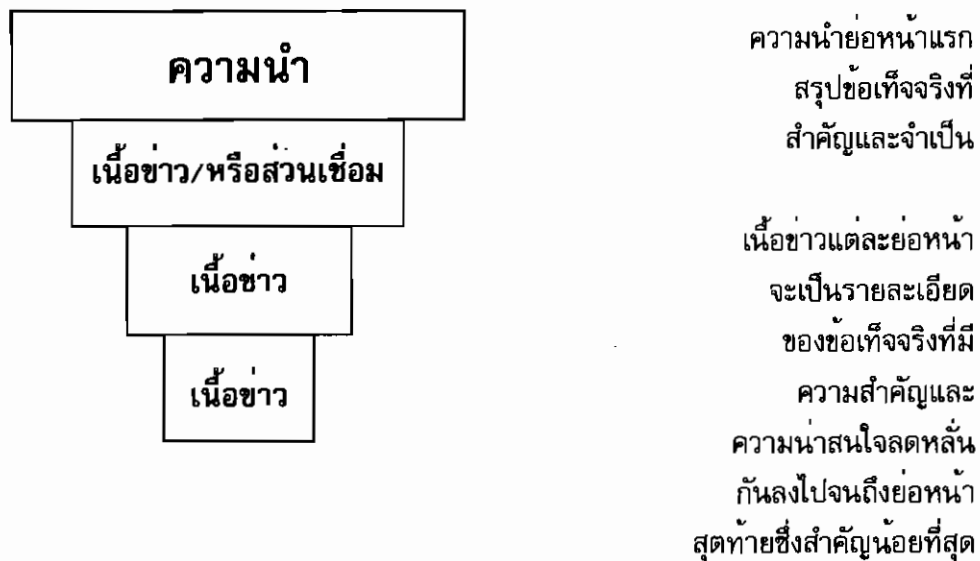 ความนำ
เนื้อข่าว/หรือส่วนเชื่อม
เนื้อข่าว
เนื้อข่าว
ความนำย่อหน้าแรก
สรุปข้อเท็จจริงที่
สำคัญและจำเป็น
เนื้อข่าวแต่ละย่อหน้า
จะเป็นรายละเอียด
ของข้อเท็จจริงที่มี
ความสำคัญและ
ความน่าสนใจลดหลั่น
กันลงไปจนถึงย่อหน้า
สุดท้ายซึ่งสำคัญน้อยที่สุด